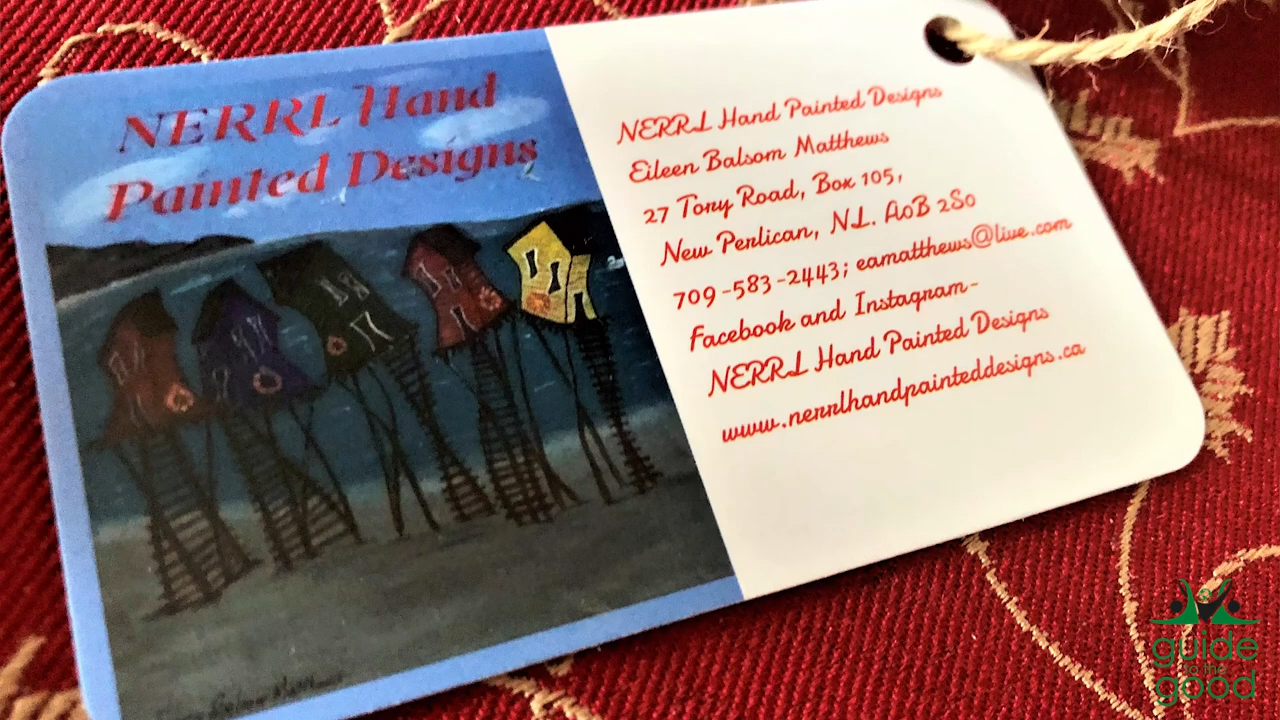 NERRL Hand
Painted Designs
NERRL Hand Painted Designs
Eileen Balsom Matthews
27 Tory Road, Box 105,
New Perlican, NL. A0B 2S0
709-583-2443; eamatthews@live.com
Facebook and Instagram-
NERRL Hand Painted Designs
www.nerrlhandpainteddesigns.ca
guide
to the
good